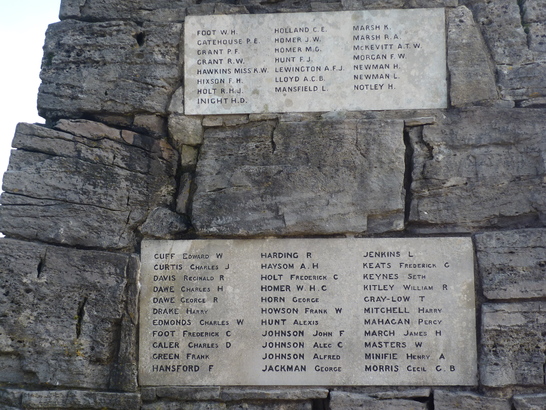 FOOT W.H.
GATEHOUSE P.E.
GRANT P.F.
GRANT R.W.
HAWKINS MISS K.W.
HIXSON F.H.
HOLT R.H.J.
INIGHT H.D.
HOLLAND C.E.
HOMER J.W.
HOMER M.G.
HUNT F.J.
LEWINGTON A.F.J.
LLOYD A.C.B.
MANSFIELD L.
MARSH K.
MARSH R.A.
McKEVITT A.T.W.
MORGAN F.W.
NEWMAN H.
NEWMAN L.
NOTLEY H.
CUFF EDWARD W
CURTIS CHARLES J
DAVIS REGINALD R
DAWE CHARLES H
DAWE GEORGE R
DRAKE HARRY
EDMONDS CHARLES W
FOOT FREDERICK C
GALER CHARLES D
GREEN FRANK
HANSFORD F
HARDING R
HAYSOM A.H
HOLT FREDERICK C
HOMER W.H.G
HORN GEORGE
HOWSON FRANK W
HUNT ALEXIS
JOHNSON JOHN F
JOHNSON ALEC C
JOHNSON ALFRED
JACKMAN GEORGE
JENKINS L
KEATS FREDERICK C
KEYNES SETH
KITLEY WILLIAM R
GRAY-LOW T
MITCHELL HARRY
MAHAGAN PERCY
MARCH JAMES H
MASTERS W
MINIFIE HENRY A
MORRIS CECIL G.B